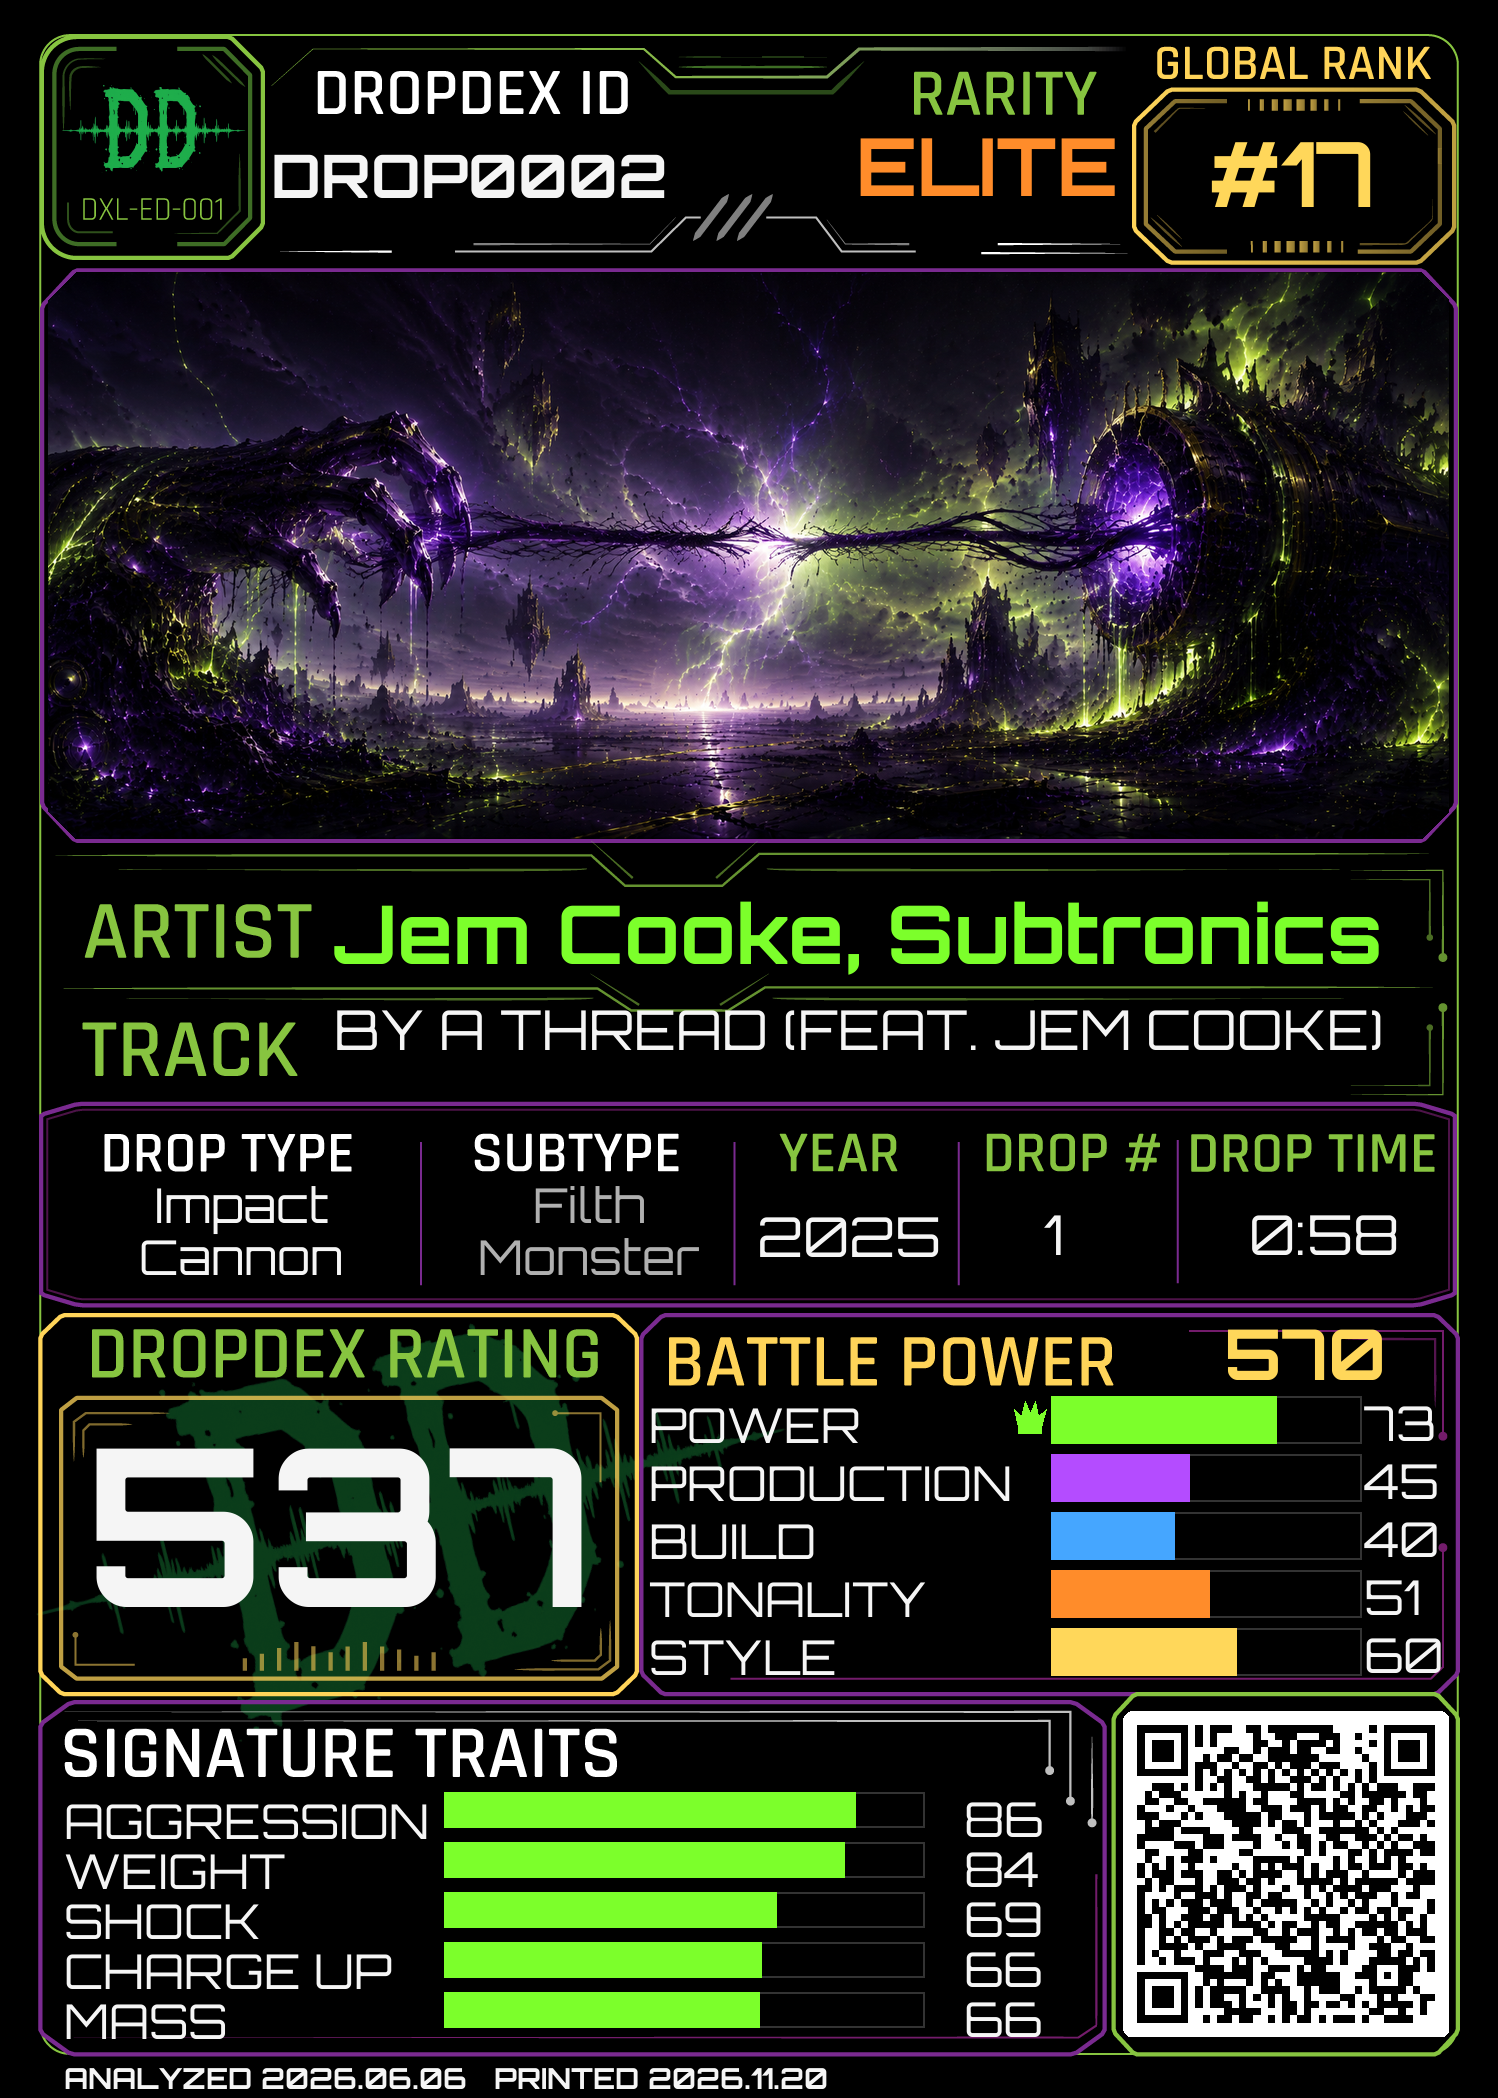 DD
DXL-ED-001
DROPDEX ID
DROP0002
RARITY
ELITE
GLOBAL RANK
#17
ARTIST Jem Cooke, Subtronics
TRACK BY A THREAD (FEAT. JEM COOKE)
DROP TYPE
Impact
Cannon
SUBTYPE
Filth
Monster
YEAR
2025
DROP #
1
DROP TIME
0:58
DROPDEX RATING
537
BATTLE POWER 570
POWER 73
PRODUCTION 45
BUILD 40
TONALITY 51
STYLE 60
SIGNATURE TRAITS
AGGRESSION 86
WEIGHT 84
SHOCK 69
CHARGE UP 66
MASS 66
ANALYZED 2026.06.06 PRINTED 2026.11.20